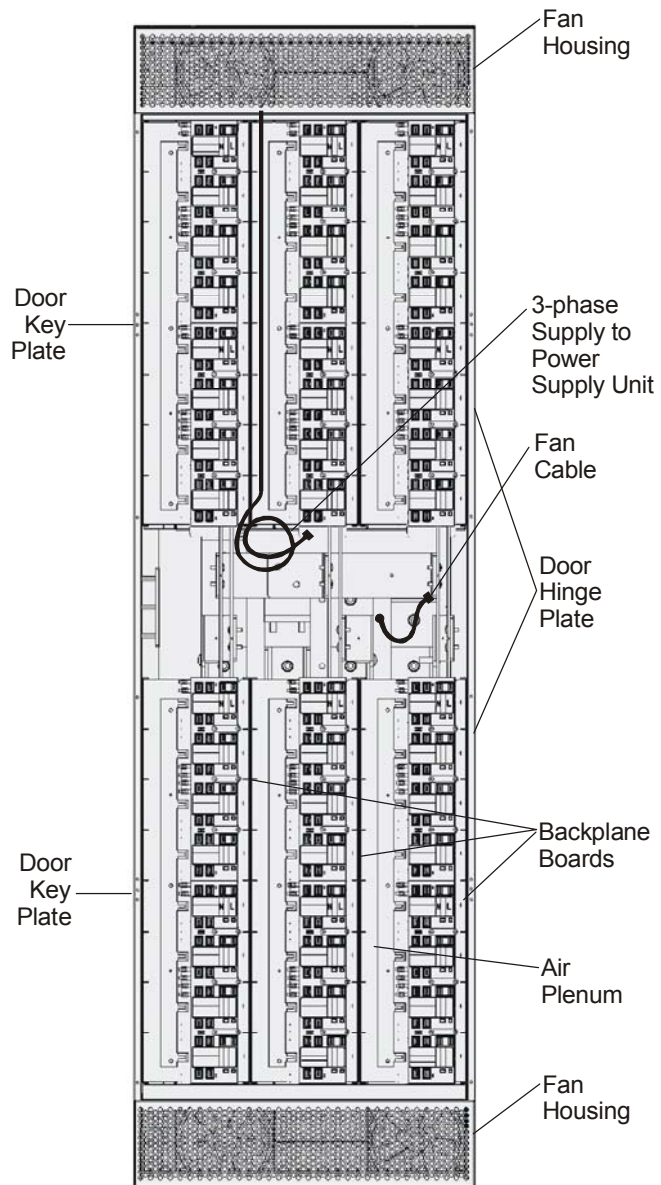 Fan
Housing
Door
Key
Plate
3-phase
Supply to
Power
Supply Unit
Fan
Cable
Door
Hinge
Plate
Door
Key
Plate
Backplane
Boards
Air
Plenum
Fan
Housing
N L
N L
N L
N L
N L
N L
N L
N L
N L
N L
N L
N L